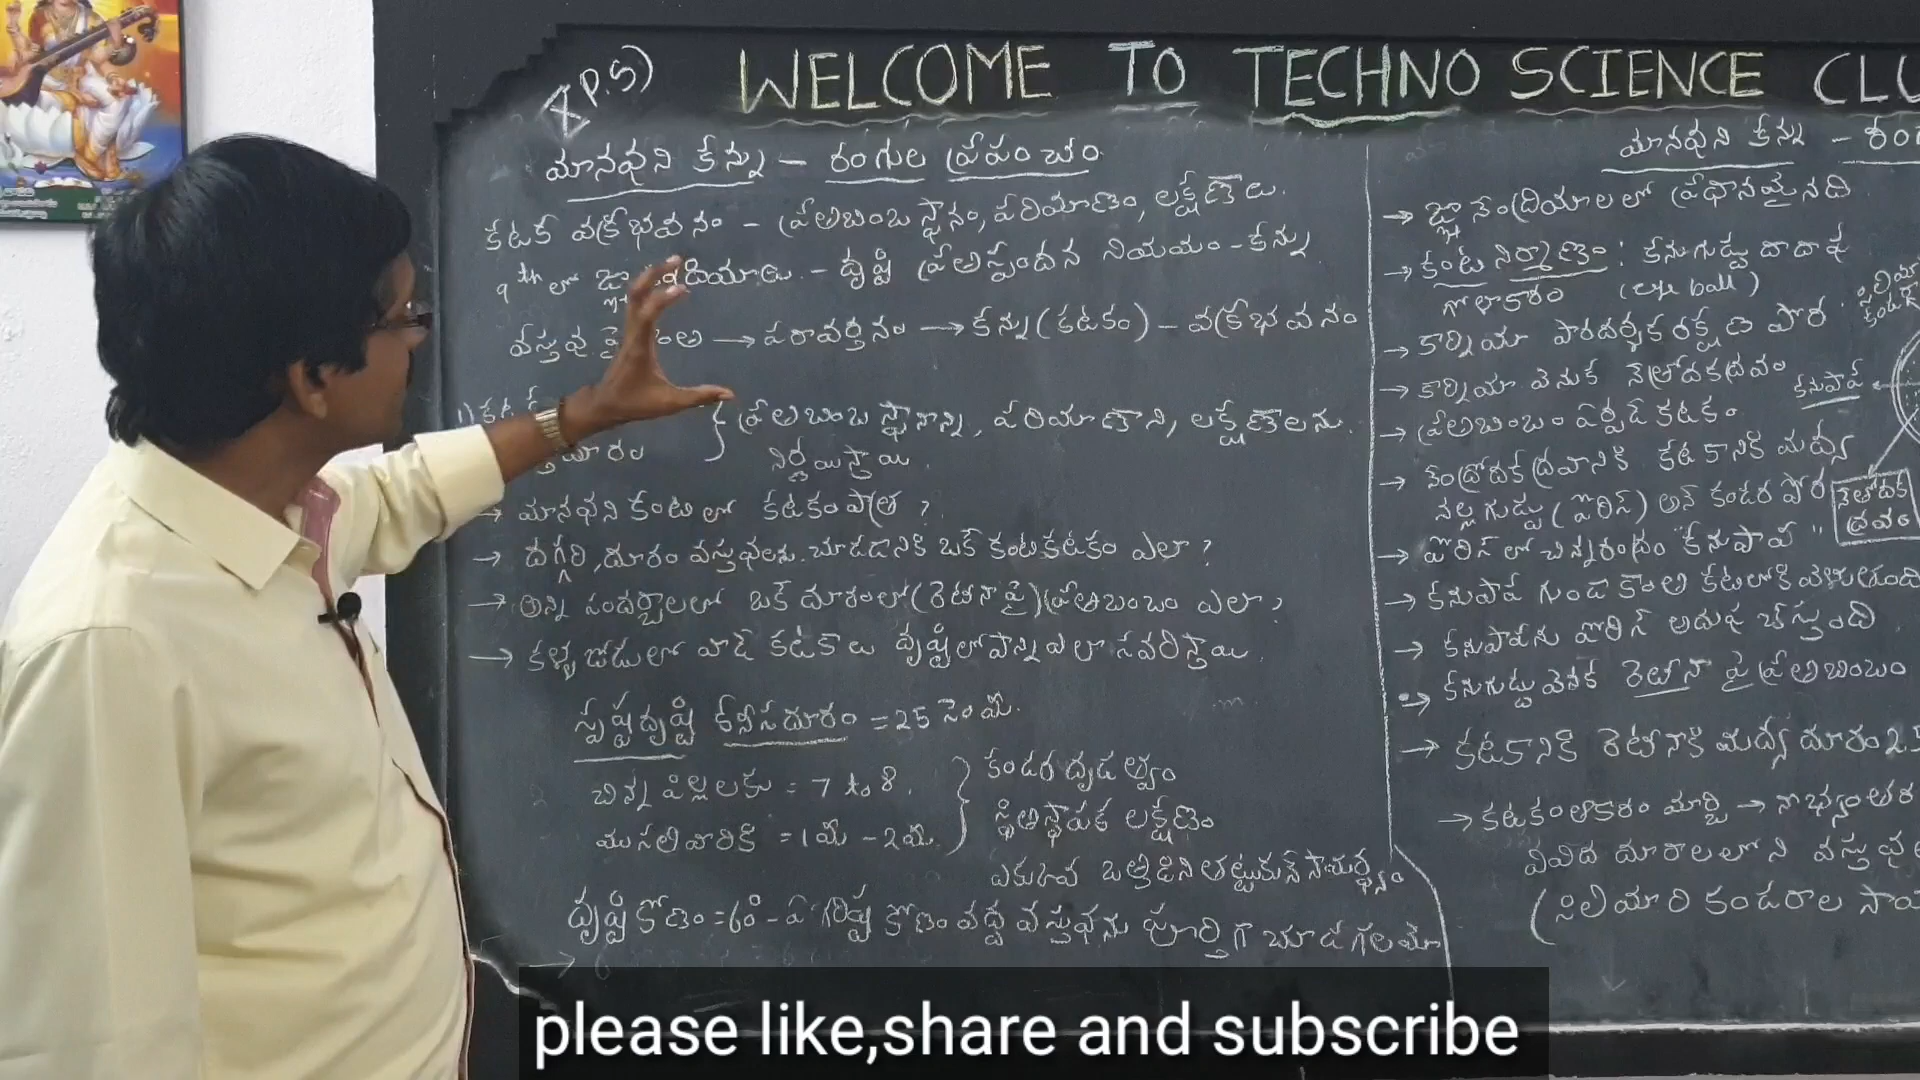 X P.S)
WELCOME TO TECHNO SCIENCE CLU
మానవుని కన్ను - రంగుల ప్రపంచం
కటక వక్రీభవనం - ప్రతిబింబ స్థానం, పరిమాణం, లక్షణాలు.
9th లో - దృష్టి ప్రతిస్పందన నియమం - కన్ను
వస్తువు పై → పరావర్తనం → కన్ను (కటకం) - వక్రీభవనం
1) కటక
} ప్రతిబింబ స్థానాన్ని, పరిమాణాని, లక్షణాలను.
నిర్ణయిస్తాయి.
→ మానవుని కంటిలో కటకం పాత్ర ?
→ దగ్గరి, దూరం వస్తువులను చూడడానికి ఒకే కంటికటకం ఎలా ?
→ అన్ని సందర్భాలలో ఒకే దూరంలో (రెటీనా పై) ప్రతిబింబం ఎలా ?
→ కళ్ళజోడులో వాడే కటకాలు దృష్టిలోపాన్ని ఎలా సవరిస్తాయి.
స్పష్టదృష్టి కనీసదూరం = 25 సెం.మీ.
చిన్న పిల్లలకు = 7 to 8.
ముసలివారికి = 1మీ - 2మీ.
} కండర దృఢత్వం
స్థితిస్థాపక లక్షణం
ఎకువ ఒత్తిడిని తట్టుకునే సామర్థ్యం
దృష్టి కోణం = 60° - ఏ గరిష్ట కోణం వద్ద వస్తువును పూర్తిగా చూడగలమో
మానవుని కన్ను - రంగ
→ జ్ఞానేంద్రియాలలో ప్రధానమైనది
→ కంటి నిర్మాణం : కనుగుడ్డు దాదాపు
గోళాకారం (eye ball)
→ కార్నియా పారదర్శక రక్షణ పొర
→ కార్నియా వెనుక నేత్రోదకద్రవం
కనుపాప
→ ప్రతిబింబం ఏర్పడే కటకం.
→ నేత్రోదక ద్రవానికి కటకానికి మధ్య
నల్లగుడ్డు (ఐరిస్) అనే కండర పొర
నేత్రోదక
ద్రవం
→ ఐరిస్ లో చిన్నరంధ్రం "కనుపాప"
→ కనుపాప గుండా కాంతి కటిలోకి వెళుతుంది
→ కనుపాపను ఐరిస్ అదుపు చేస్తుంది
→ కనుగుడ్డు వెనక రెటీనా పై ప్రతిబింబం
→ కటకానికి రెటీనాకి మధ్య దూరం 2.5
→ కటకం ఆకారం మార్చి → నాభ్యంతర
వివిధ దూరాలలోని వస్తువు
(సిలియారి కండరాల సాయ
please like,share and subscribe